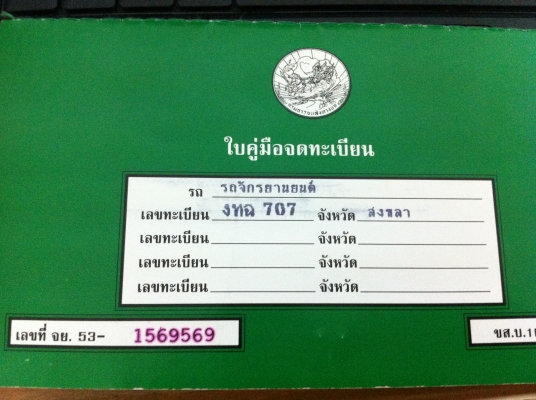 ใบคู่มือจดทะเบียน
รถ รถจักรยานยนต์
เลขทะเบียน งทฉ 707 จังหวัด สงขลา
เลขทะเบียน จังหวัด
เลขทะเบียน จังหวัด
เลขทะเบียน จังหวัด
เลขที่ จย. 53- 1569569
ขส.บ.